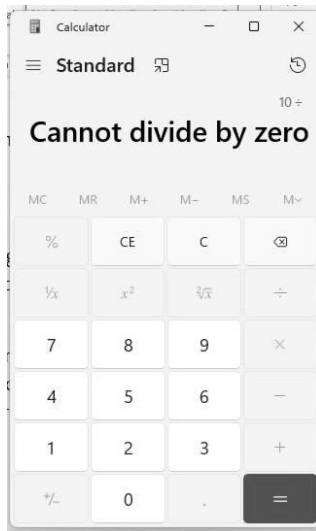 Calculator
Standard
10 ÷
Cannot divide by zero
MC MR M+ M− MS M
% CE C
¹/x x² ²√x ÷
7 8 9 ×
4 5 6 −
1 2 3 +
+/− 0 . =